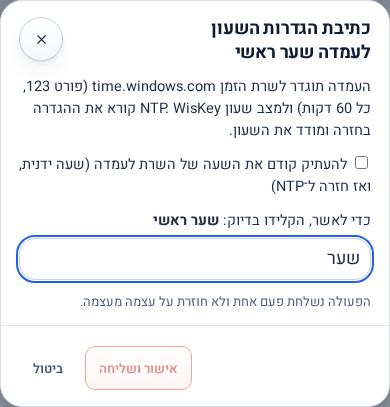 כתיבת הגדרות השעון
לעמדה שער ראשי
העמדה תוגדר לשרת הזמן time.windows.com (פורט 123,
כל 60 דקות) ולמצב שעון NTP. WisKey קורא את ההגדרה
בחזרה ומודד את השעון.
להעתיק קודם את השעה של השרת לעמדה (שעה ידנית,
ואז חזרה ל־NTP)
כדי לאשר, הקלידו בדיוק: שער ראשי
שער
הפעולה נשלחת פעם אחת ולא חוזרת על עצמה מעצמה.
אישור ושליחה
ביטול